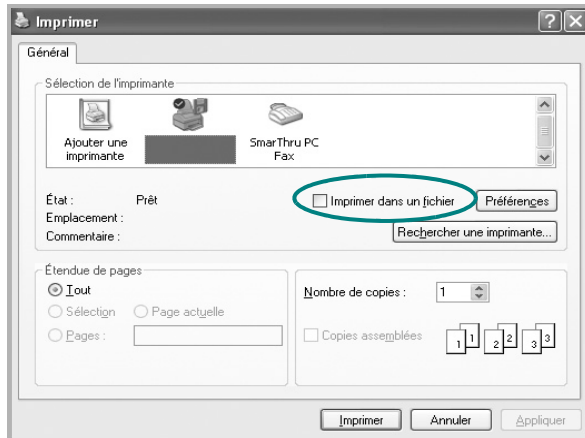 Imprimer
Général
Sélection de l'imprimante
Ajouter une
imprimante
SmarThru PC
Fax
État : Prêt
Imprimer dans un fichier
Préférences
Emplacement :
Commentaire :
Rechercher une imprimante...
Étendue de pages
Tout
Sélection Page actuelle
Pages :
Nombre de copies : 1
Copies assemblées
1 1 2 2 3 3
Imprimer Annuler Appliquer